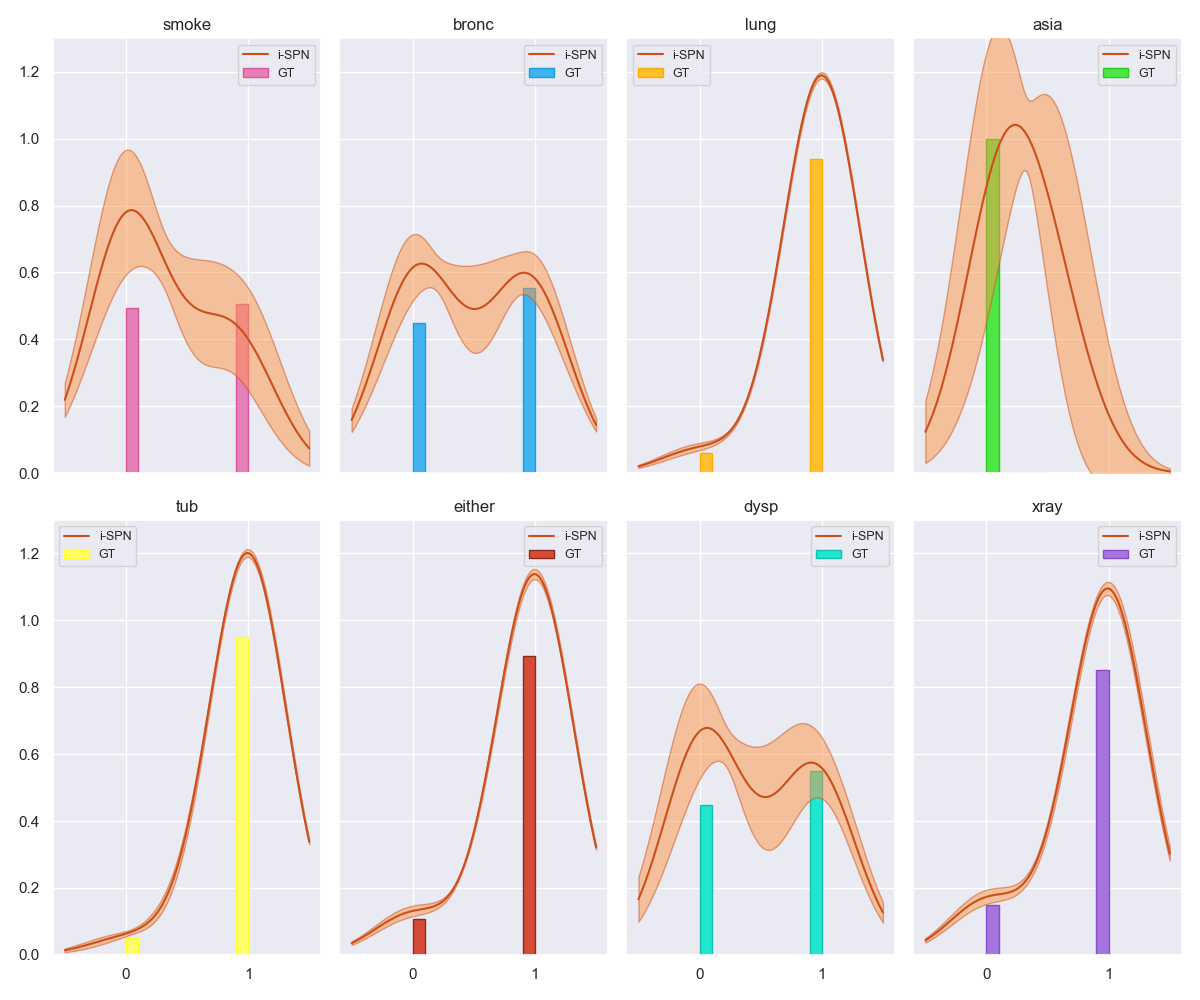 smoke
bronc
lung
asia
i-SPN
GT
i-SPN
GT
i-SPN
GT
i-SPN
GT
1.2
1.0
0.8
0.6
0.4
0.2
0.0
tub
either
dysp
xray
i-SPN
GT
i-SPN
GT
i-SPN
GT
i-SPN
GT
1.2
1.0
0.8
0.6
0.4
0.2
0.0
0 1
0 1
0 1
0 1